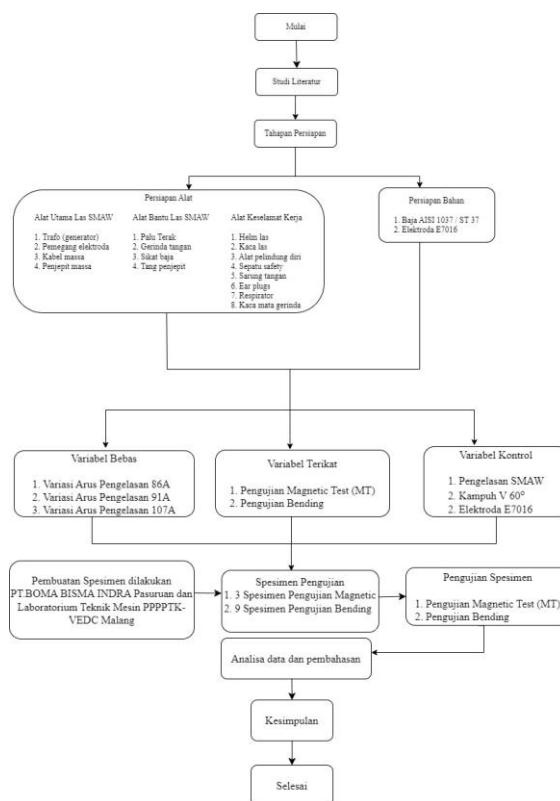 Mulai
Studi Literatur
Tahapan Persiapan
Persiapan Alat
Alat Utama Las SMAW
1. Trafo (generator)
2. Pemegang elektroda
3. Kabel massa
4. Penjepit massa
Alat Bantu Las SMAW
1. Palu Terak
2. Gerinda tangan
3. Sikat baja
4. Tang penjepit
Alat Keselamat Kerja
1. Helm las
2. Kaca las
3. Alat pelindung diri
4. Sepatu safety
5. Sarung tangan
6. Ear plugs
7. Respirator
8. Kaca mata gerinda
Persiapan Bahan
1. Baja AISI 1037 / ST 37
2. Elektroda E7016
Variabel Bebas
1. Variasi Arus Pengelasan 86A
2. Variasi Arus Pengelasan 91A
3. Variasi Arus Pengelasan 107A
Variabel Terikat
1. Pengujian Magnetic Test (MT)
2. Pengujian Bending
Variabel Kontrol
1. Pengelasan SMAW
2. Kampuh V 60°
2. Elektroda E7016
Pembuatan Spesimen dilakukan
PT.BOMA BISMA INDRA Pasuruan dan
Laboratorium Teknik Mesin PPPPTK-
VEDC Malang
Spesimen Pengujian
1. 3 Spesimen Pengujian Magnetic
2. 9 Spesimen Pengujian Bending
Pengujian Spesimen
1. Pengujian Magnetic Test (MT)
2. Pengujian Bending
Analisa data dan pembahasan
Kesimpulan
Selesai